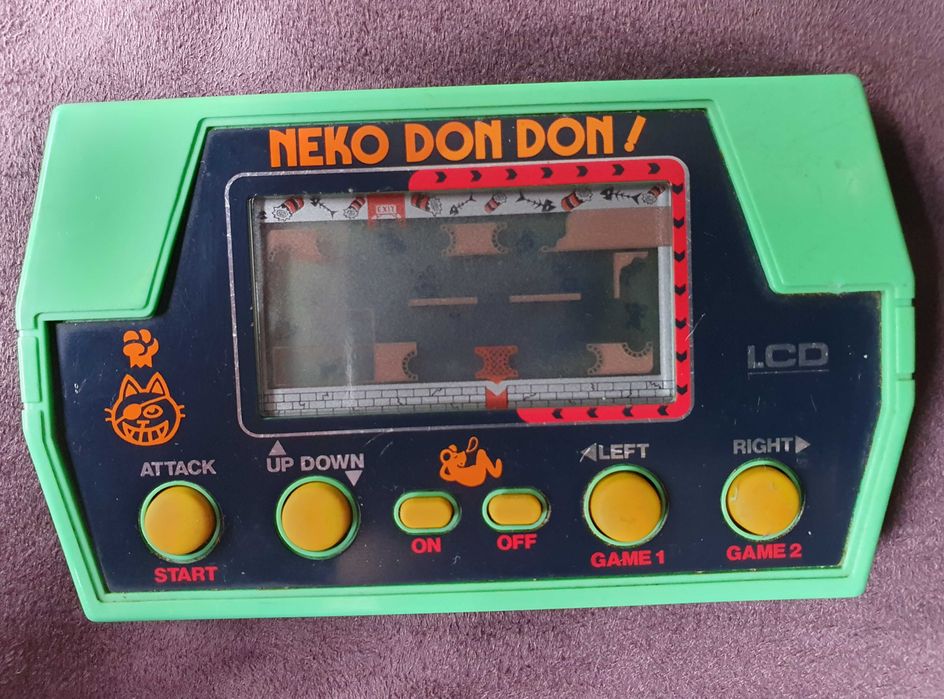 NEKO DON DON!
EXIT
LCD
ATTACK
UP DOWN
LEFT
RIGHT
START
ON
OFF
GAME 1
GAME 2